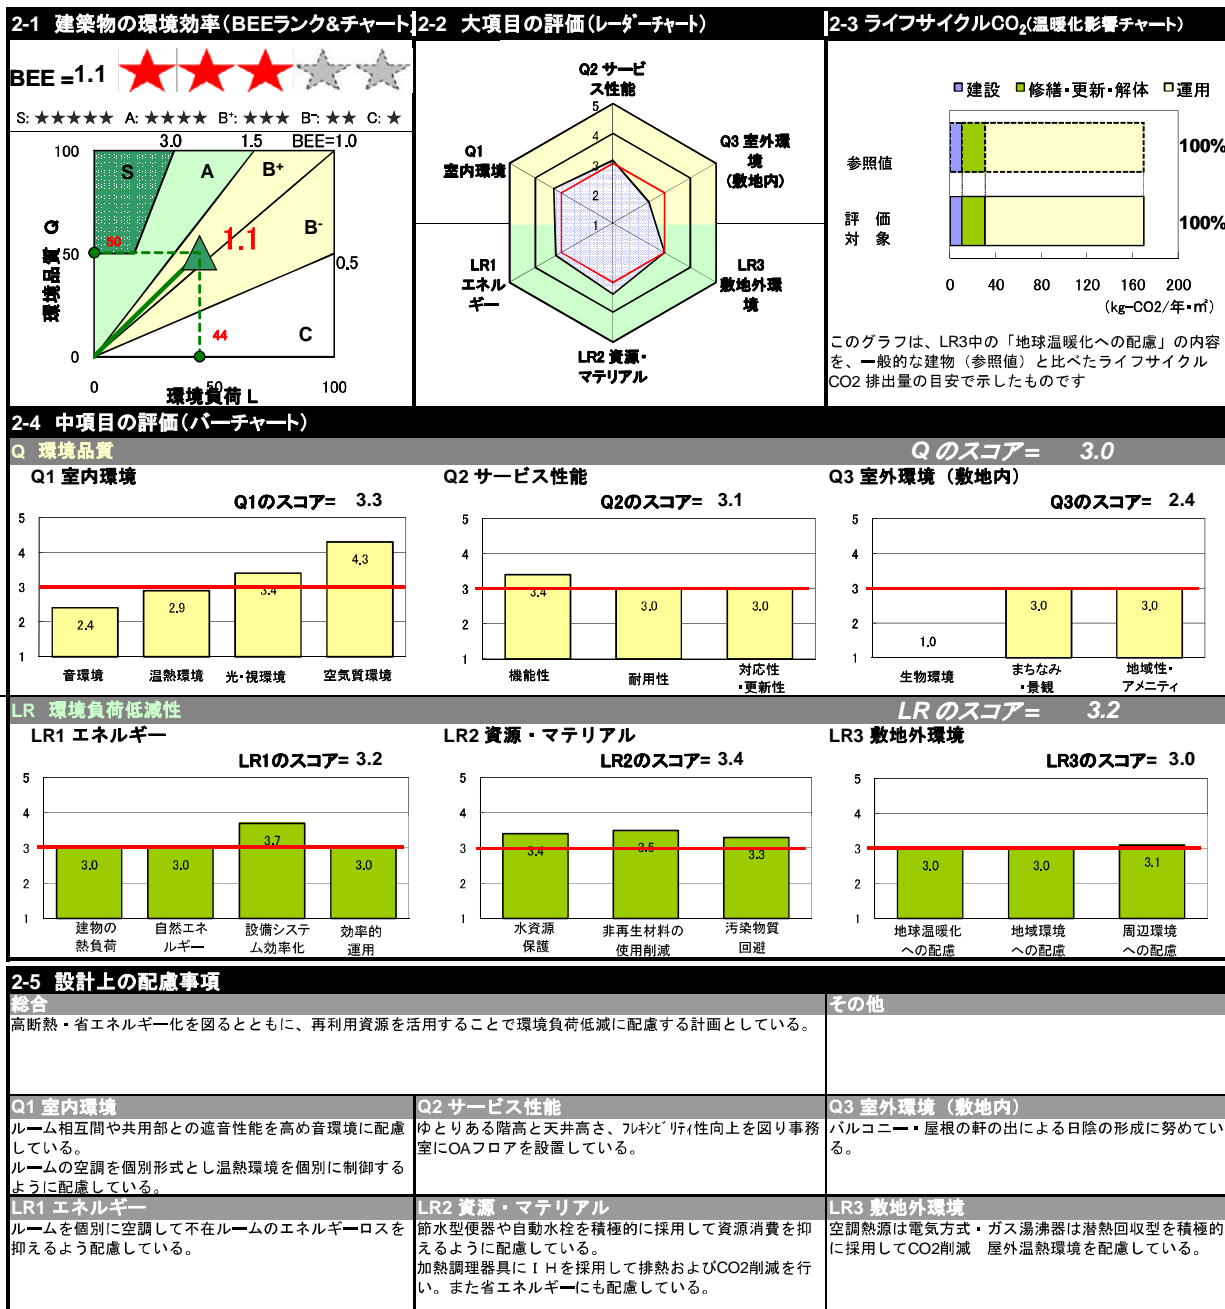 2-1 建築物の環境効率(BEEランク&チャート)
BEE =1.1
S: ★★★★★ A: ★★★★ B⁺: ★★★ B⁻: ★★ C: ★
3.0 1.5 BEE=1.0
100
S A B⁺
1.1
B⁻
50
50
0.5
44
C
環境品質 Q
0
0 50 100
環境負荷 L
2-2 大項目の評価(レーダーチャート)
Q2 サービ
ス性能
5
4
3
2
1
Q1
室内環境
Q3 室外環
境
(敷地内)
LR1
エネル
ギー
LR3
敷地外環
境
LR2 資源・
マテリアル
2-3 ライフサイクルCO₂(温暖化影響チャート)
建設 修繕・更新・解体 運用
参照値 100%
評 価
対 象
100%
0 40 80 120 160 200
(kg-CO2/年・㎡)
このグラフは、LR3中の「地球温暖化への配慮」の内容
を、一般的な建物(参照値)と比べたライフサイクル
CO2 排出量の目安で示したものです
2-4 中項目の評価(バーチャート)
Q 環境品質 Q のスコア= 3.0
Q1 室内環境
Q1のスコア= 3.3
5
4
3
2
1
2.4 2.9 3.4 4.3
音環境 温熱環境 光・視環境 空気質環境
Q2 サービス性能
Q2のスコア= 3.1
5
4
3
2
1
3.4 3.0 3.0
機能性 耐用性 対応性
・更新性
Q3 室外環境(敷地内)
Q3のスコア= 2.4
5
4
3
2
1
1.0 3.0 3.0
生物環境 まちなみ 地域性・
・景観 アメニティ
LR 環境負荷低減性 LR のスコア= 3.2
LR1 エネルギー
LR1のスコア= 3.2
5
4
3
2
1
3.0 3.0 3.7 3.0
建物の 自然エネ 設備システ 効率的
熱負荷 ルギー ム効率化 運用
LR2 資源・マテリアル
LR2のスコア= 3.4
5
4
3
2
1
3.4 3.5 3.3
水資源 非再生材料の 汚染物質
保護 使用削減 回避
LR3 敷地外環境
LR3のスコア= 3.0
5
4
3
2
1
3.0 3.0 3.1
地球温暖化 地域環境 周辺環境
への配慮 への配慮 への配慮
2-5 設計上の配慮事項
総合
高断熱・省エネルギー化を図るとともに、再利用資源を活用することで環境負荷低減に配慮する計画としている。
その他
Q1 室内環境
ルーム相互間や共用部との遮音性能を高め音環境に配慮
している。
ルームの空調を個別形式とし温熱環境を個別に制御する
ように配慮している。
Q2 サービス性能
ゆとりある階高と天井高さ、フレキシビリティ性向上を図り事務
室にOAフロアを設置している。
Q3 室外環境(敷地内)
バルコニー・屋根の軒の出による日陰の形成に努めてい
る。
LR1 エネルギー
ルームを個別に空調して不在ルームのエネルギーロスを
抑えるよう配慮している。
LR2 資源・マテリアル
節水型便器や自動水栓を積極的に採用して資源消費を抑
えるように配慮している。
加熱調理器具にIHを採用して排熱およびCO2削減を行
い。また省エネルギーにも配慮している。
LR3 敷地外環境
空調熱源は電気方式・ガス湯沸器は潜熱回収型を積極的
に採用してCO2削減 屋外温熱環境を配慮している。